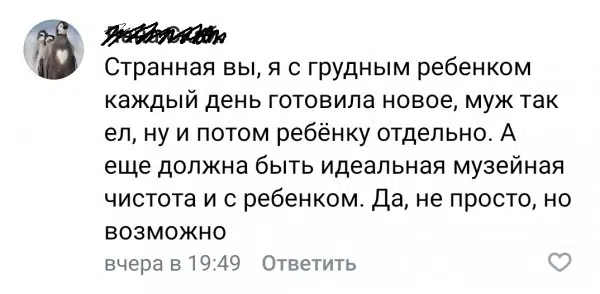 Странная вы, я с грудным ребенком
каждый день готовила новое, муж так
ел, ну и потом ребёнку отдельно. А
еще должна быть идеальная музейная
чистота и с ребенком. Да, не просто, но
возможно
вчера в 19:49 Ответить